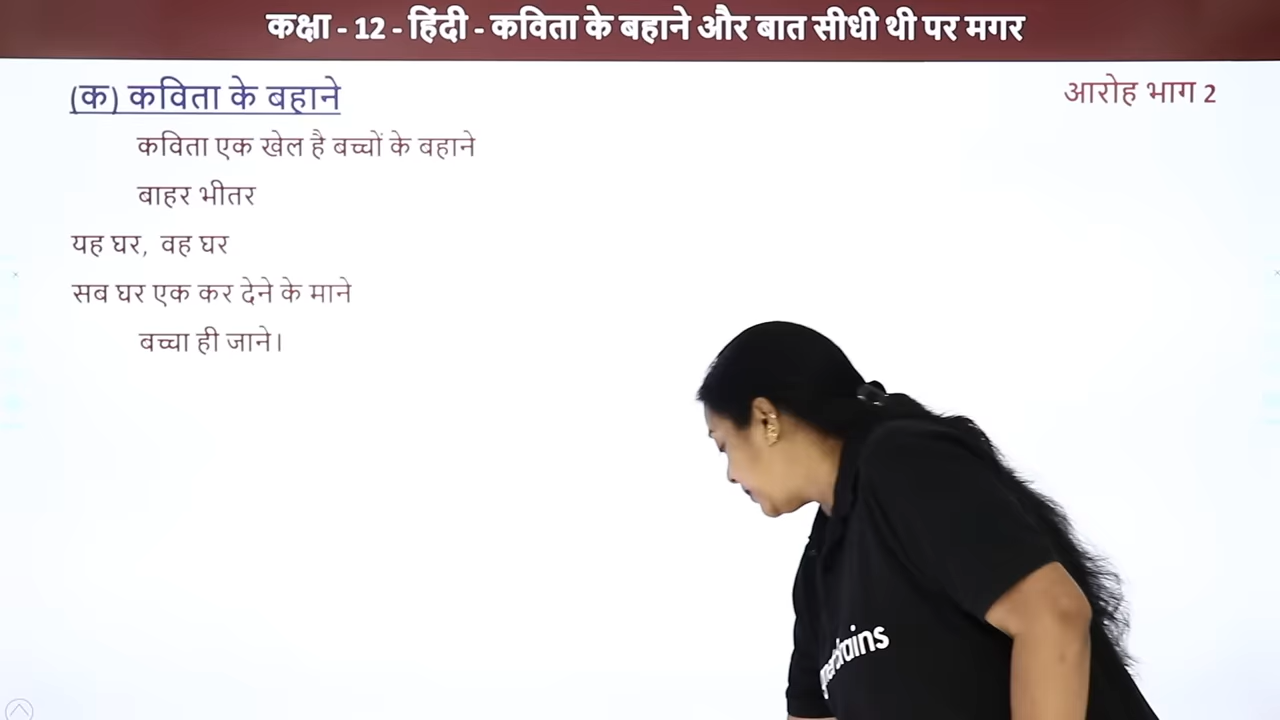 कक्षा - 12 - हिंदी - कविता के बहाने और बात सीधी थी पर मगर
(क) कविता के बहाने
आरोह भाग 2
कविता एक खेल है बच्चों के बहाने
बाहर भीतर
यह घर, वह घर
सब घर एक कर देने के माने
बच्चा ही जाने।